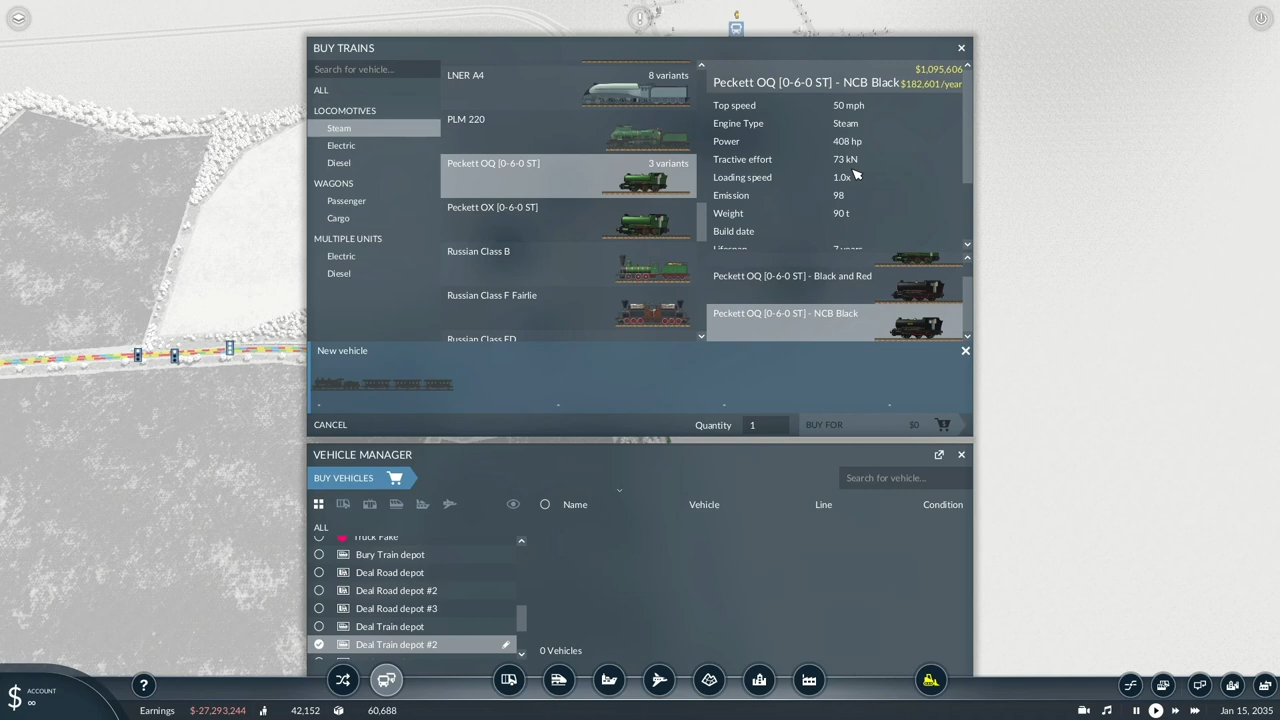 BUY TRAINS
Search for vehicle...
ALL
LOCOMOTIVES
Steam
Electric
Diesel
WAGONS
Passenger
Cargo
MULTIPLE UNITS
Electric
Diesel
LNER A4 8 variants
PLM 220
Peckett OQ [0-6-0 ST] 3 variants
Peckett OX [0-6-0 ST]
Russian Class B
Russian Class F Fairlie
Russian Class FD
$1,095,606
Peckett OQ [0-6-0 ST] - NCB Black $182,601/year
Top speed 50 mph
Engine Type Steam
Power 408 hp
Tractive effort 73 kN
Loading speed 1.0x
Emission 98
Weight 90 t
Build date
Lifespan 7 years
Peckett OQ [0-6-0 ST] - Black and Red
Peckett OQ [0-6-0 ST] - NCB Black
New vehicle
- - - -
CANCEL Quantity 1 BUY FOR $0
VEHICLE MANAGER
BUY VEHICLES Search for vehicle...
Name Vehicle Line Condition
ALL
Truck Fake
Bury Train depot
Deal Road depot
Deal Road depot #2
Deal Road depot #3
Deal Train depot
Deal Train depot #2
0 Vehicles
$ ACCOUNT
∞
?
Earnings $-27,293,244 42,152 60,688 Jan 15, 2035